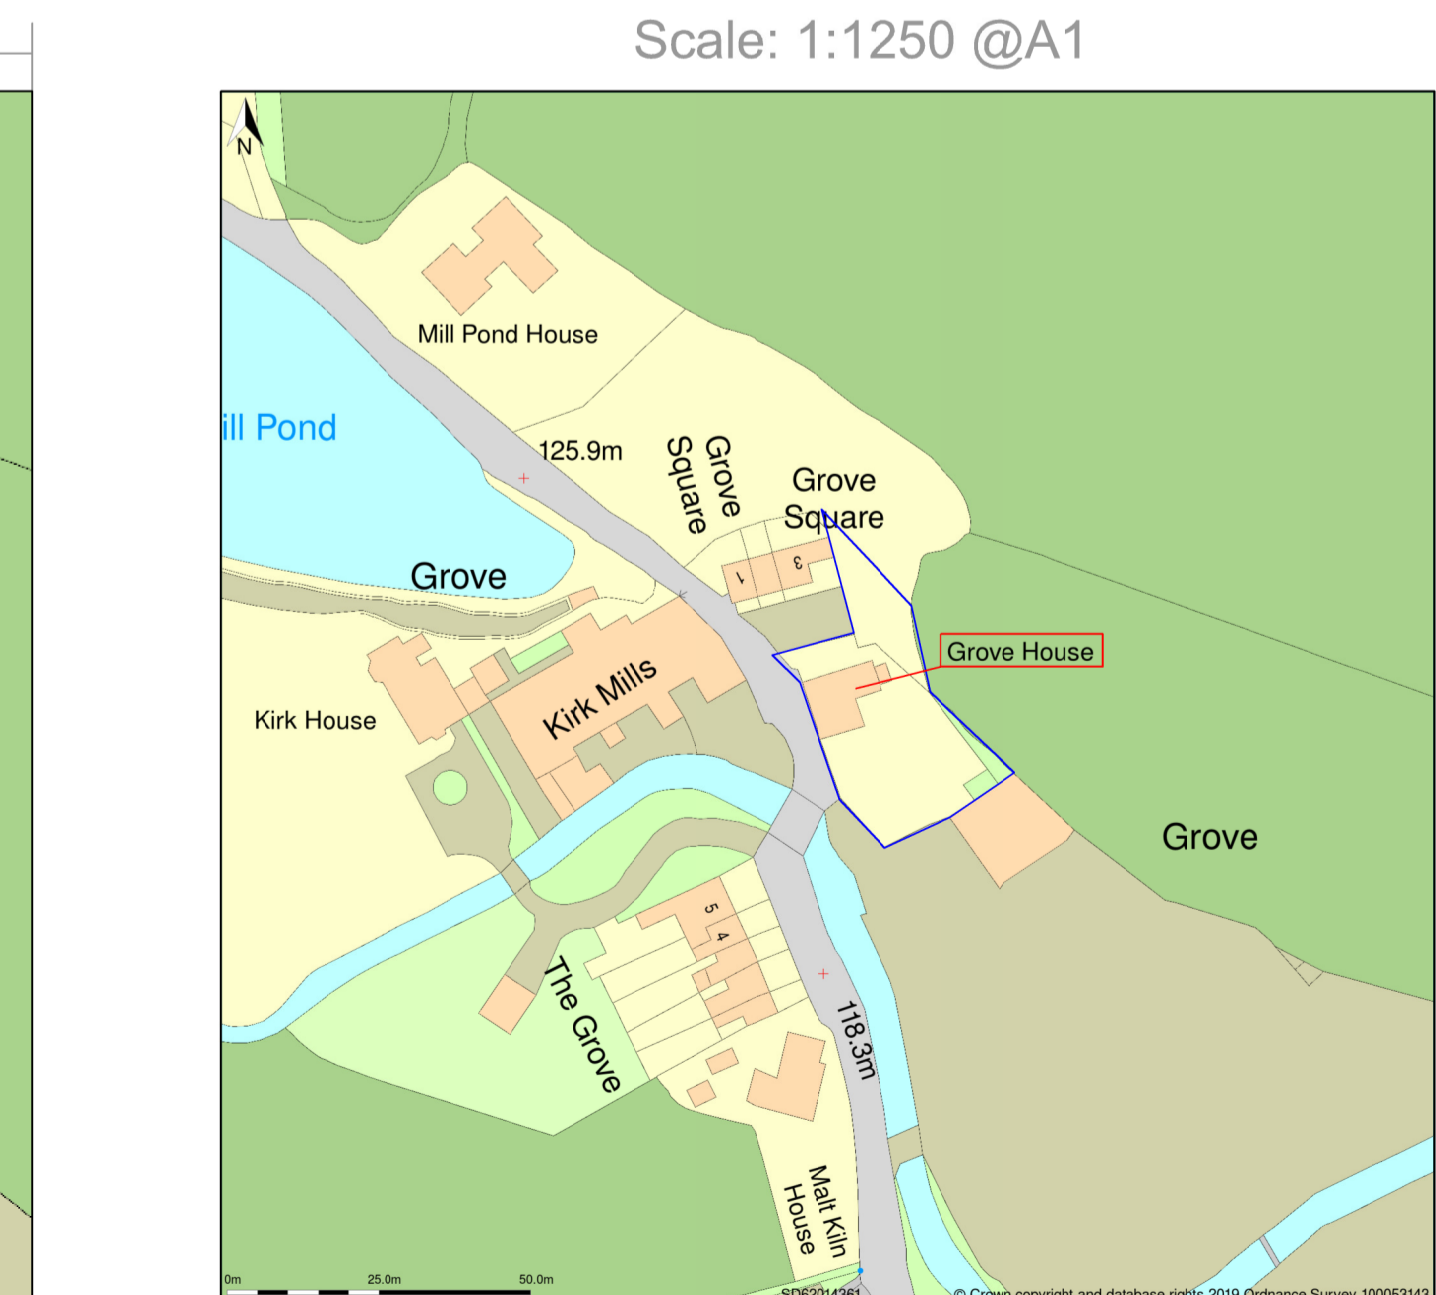 Scale: 1:1250 @A1
N
Mill Pond House
ill Pond
125.9m
Grove
Square
Grove
Square
Grove
1
3
Grove House
Kirk Mills
Kirk House
Grove
5
4
The Grove
118.3m
Malt Kiln
House
0m 25.0m 50.0m
SD62014361
© Crown copyright and database rights 2019 Ordnance Survey 100053143